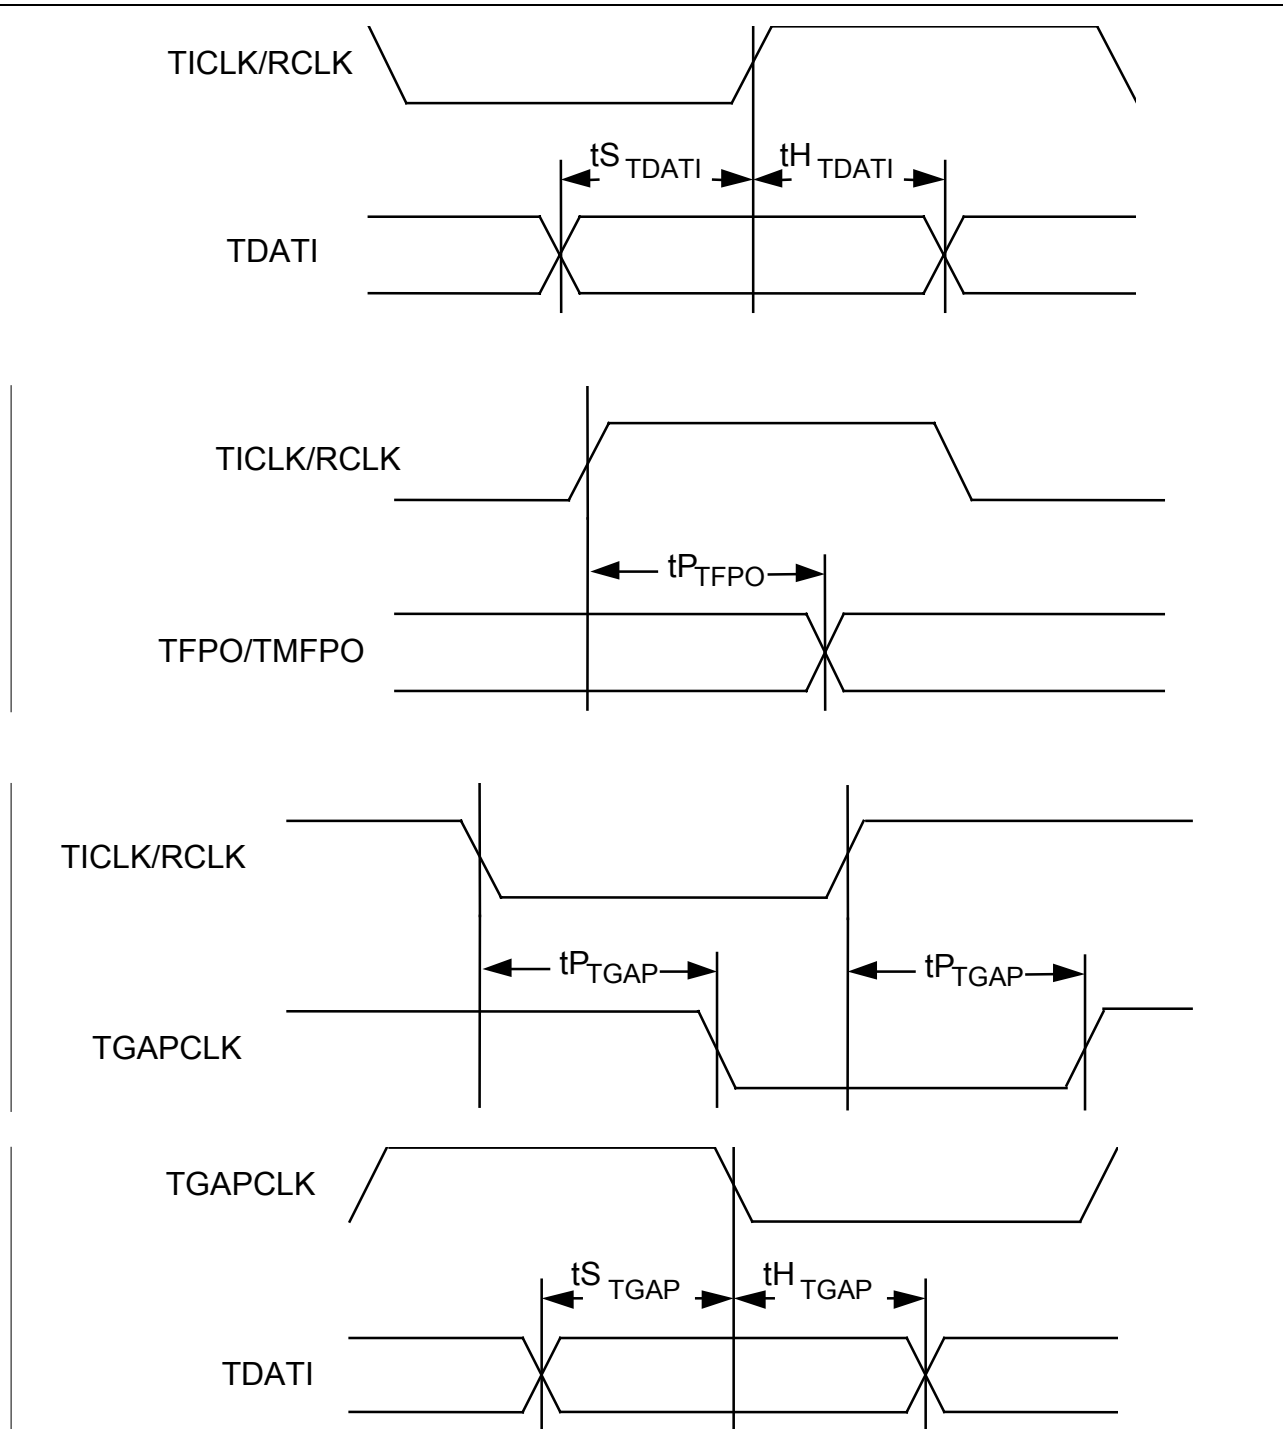 TICLK/RCLK
tS TDATI tH TDATI
TDATI
TICLK/RCLK
tPTFPO
TFPO/TMFPO
TICLK/RCLK
tPTGAP tPTGAP
TGAPCLK
TGAPCLK
tS TGAP tH TGAP
TDATI